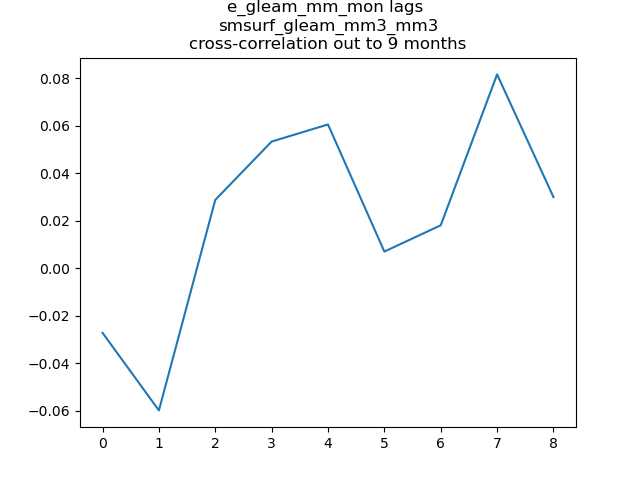 e_gleam_mm_mon lags
smsurf_gleam_mm3_mm3
cross-correlation out to 9 months
0.08
0.06
0.04
0.02
0.00
−0.02
−0.04
−0.06
0 1 2 3 4 5 6 7 8